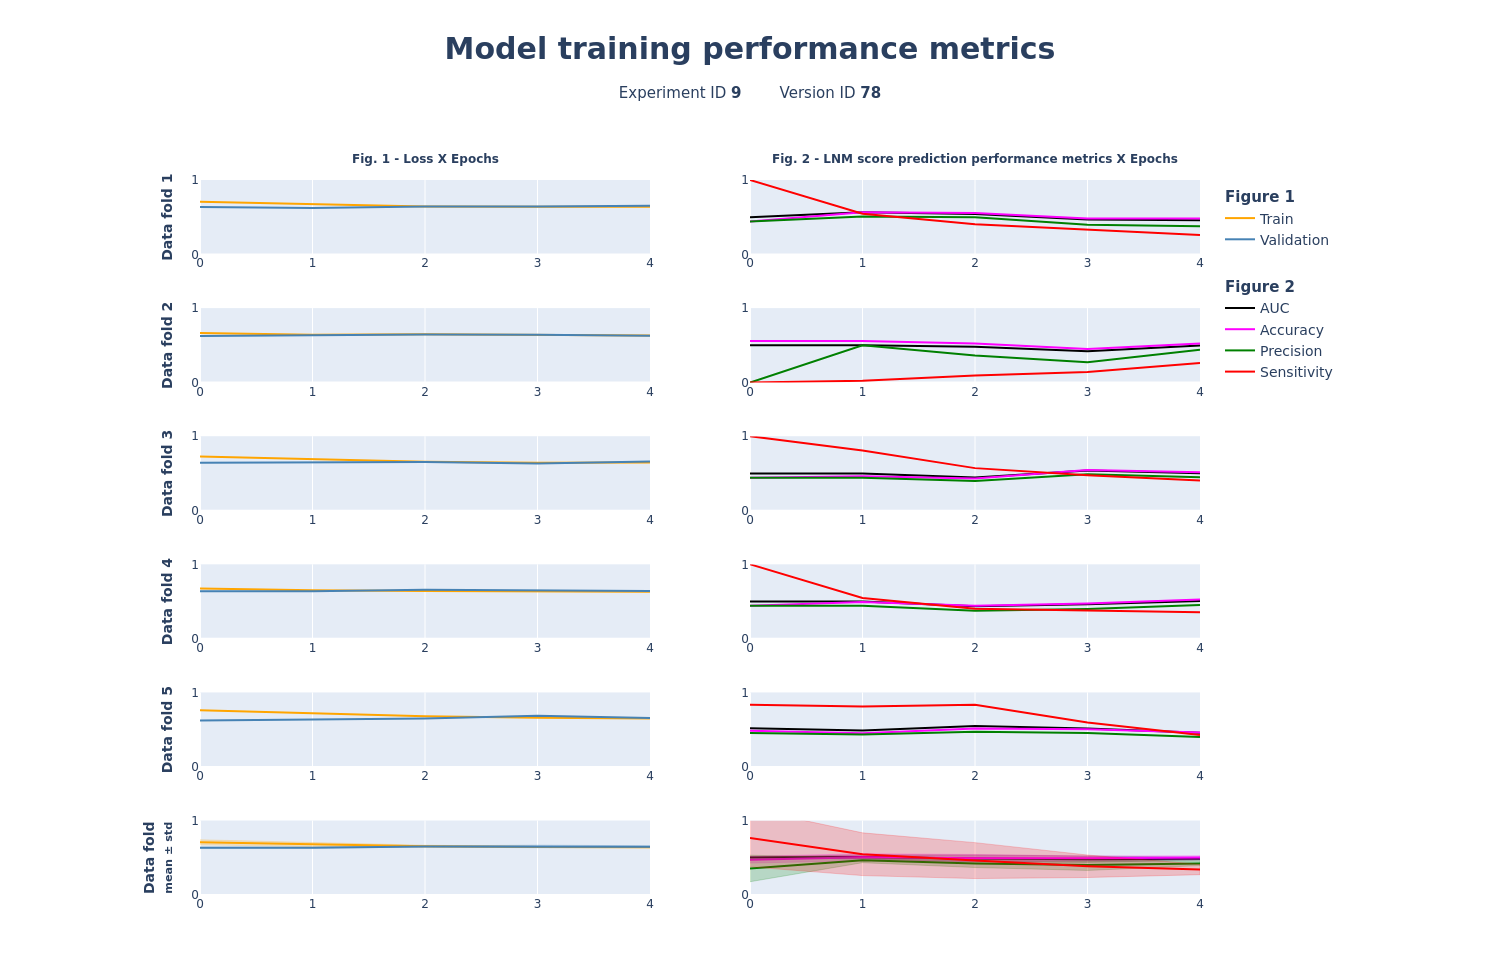 Model training performance metrics
Experiment ID 9 Version ID 78
Fig. 1 - Loss X Epochs
Fig. 2 - LNM score prediction performance metrics X Epochs
Data fold 1
1
0
0 1 2 3 4
1
0
0 1 2 3 4
Figure 1
Train
Validation
Figure 2
AUC
Accuracy
Precision
Sensitivity
Data fold 2
1
0
0 1 2 3 4
1
0
0 1 2 3 4
Data fold 3
1
0
0 1 2 3 4
1
0
0 1 2 3 4
Data fold 4
1
0
0 1 2 3 4
1
0
0 1 2 3 4
Data fold 5
1
0
0 1 2 3 4
1
0
0 1 2 3 4
Data fold
mean ± std
1
0
0 1 2 3 4
1
0
0 1 2 3 4